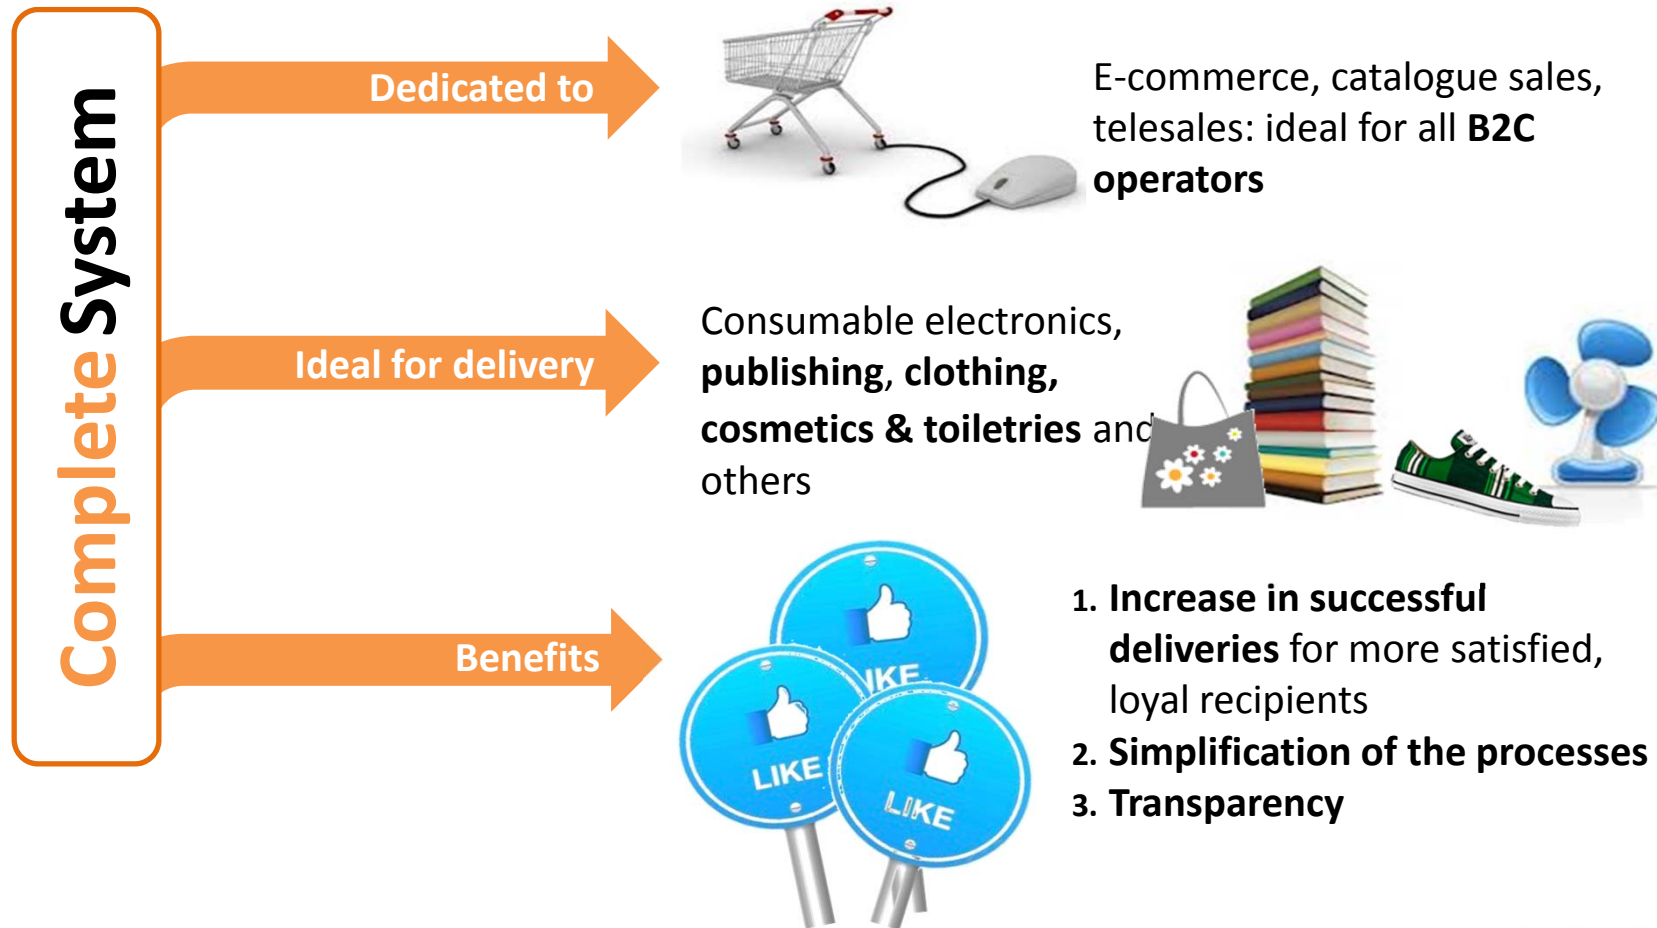 Complete System
Dedicated to
E-commerce, catalogue sales,
telesales: ideal for all B2C
operators
Ideal for delivery
Consumable electronics,
publishing, clothing,
cosmetics & toiletries and
others
Benefits
IKE
LIKE
LIKE
1. Increase in successful
deliveries for more satisfied,
loyal recipients
2. Simplification of the processes
3. Transparency